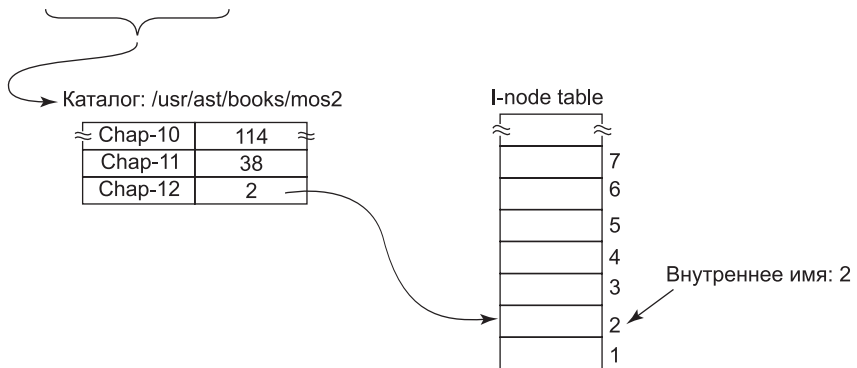 Каталог: /usr/ast/books/mos2
I-node table
Chap-10 114
Chap-11 38
Chap-12 2
7
6
5
4
3
2
1
Внутреннее имя: 2